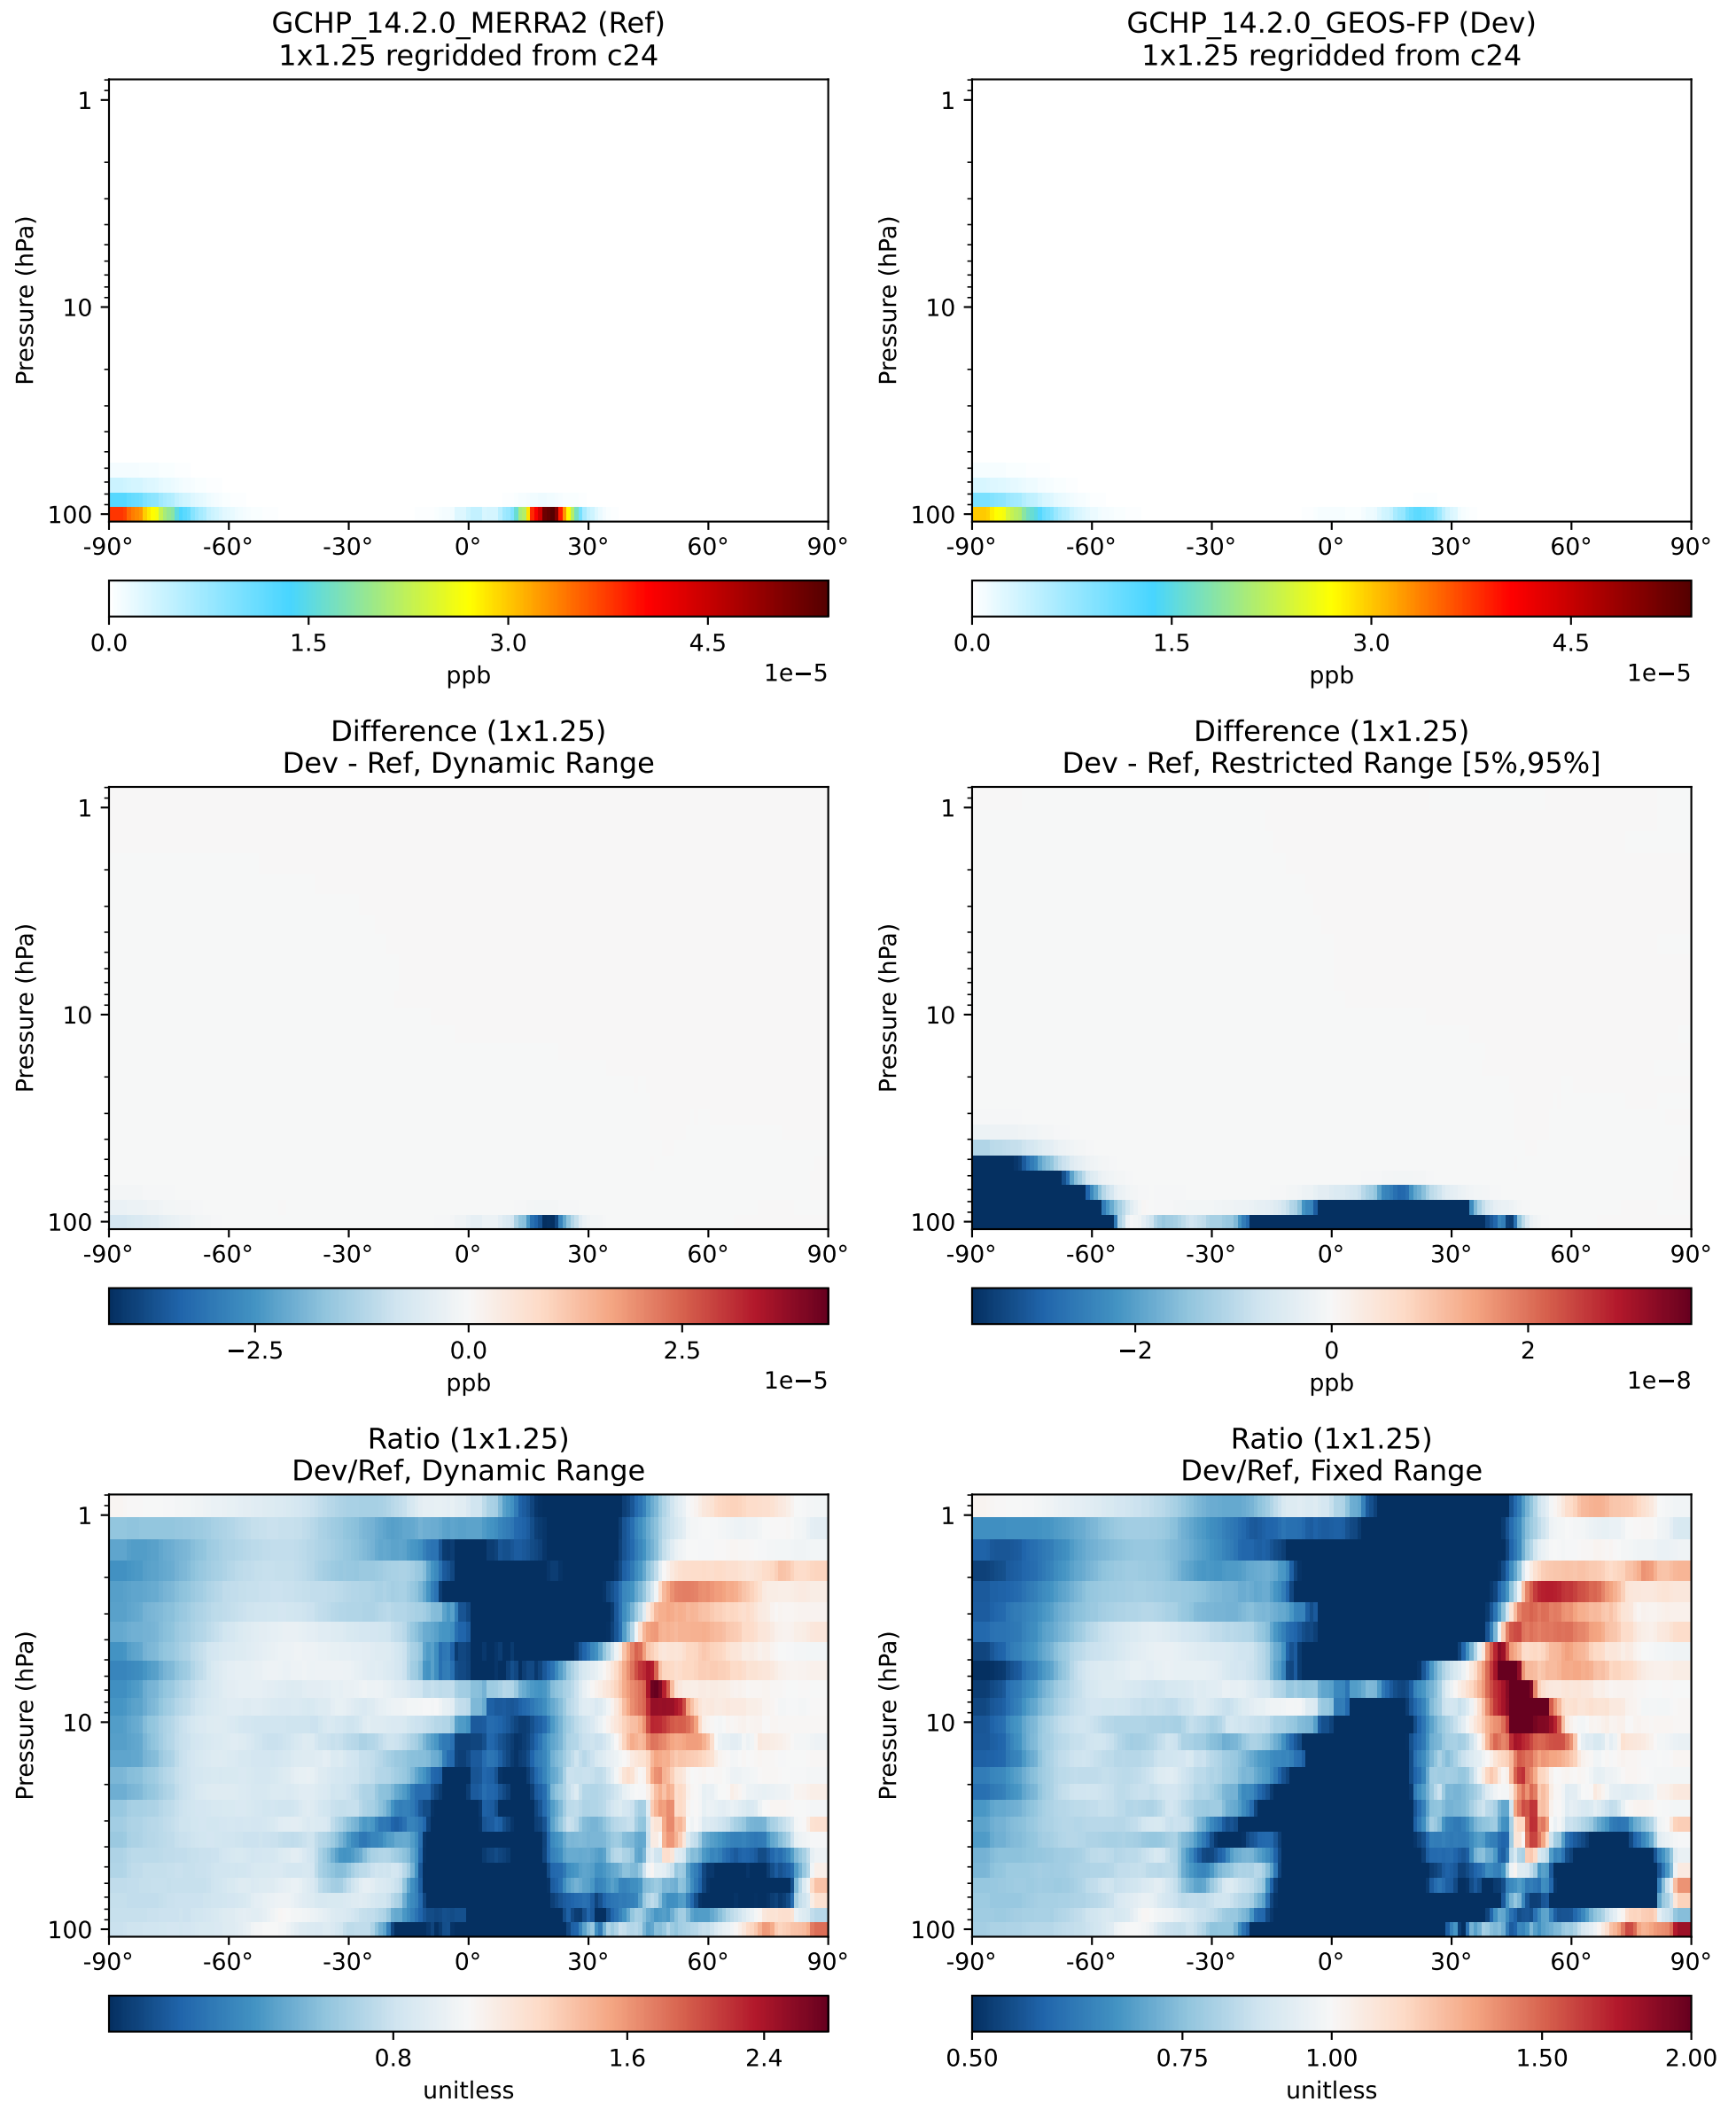 GCHP_14.2.0_MERRA2 (Ref)
1x1.25 regridded from c24
Pressure (hPa)
1
10
100
-90° -60° -30° 0° 30° 60° 90°
0.0 1.5 3.0 4.5
1e−5
ppb
GCHP_14.2.0_GEOS-FP (Dev)
1x1.25 regridded from c24
Pressure (hPa)
1
10
100
-90° -60° -30° 0° 30° 60° 90°
0.0 1.5 3.0 4.5
1e−5
ppb
Difference (1x1.25)
Dev - Ref, Dynamic Range
Pressure (hPa)
1
10
100
-90° -60° -30° 0° 30° 60° 90°
−2.5 0.0 2.5
1e−5
ppb
Difference (1x1.25)
Dev - Ref, Restricted Range [5%,95%]
Pressure (hPa)
1
10
100
-90° -60° -30° 0° 30° 60° 90°
−2 0 2
1e−8
ppb
Ratio (1x1.25)
Dev/Ref, Dynamic Range
Pressure (hPa)
1
10
100
-90° -60° -30° 0° 30° 60° 90°
0.8 1.6 2.4
unitless
Ratio (1x1.25)
Dev/Ref, Fixed Range
Pressure (hPa)
1
10
100
-90° -60° -30° 0° 30° 60° 90°
0.50 0.75 1.00 1.50 2.00
unitless